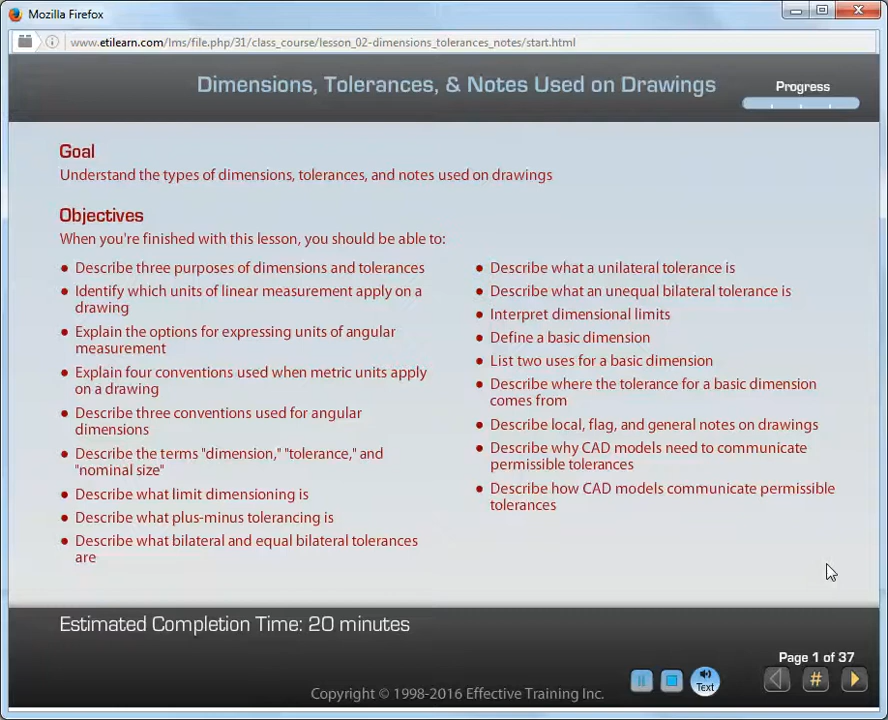 Mozilla Firefox
www.etilearn.com/lms/file.php/31/class_course/lesson_02-dimensions_tolerances_notes/start.html
Dimensions, Tolerances, & Notes Used on Drawings
Progress
Goal
Understand the types of dimensions, tolerances, and notes used on drawings
Objectives
When you're finished with this lesson, you should be able to:
● Describe three purposes of dimensions and tolerances
● Identify which units of linear measurement apply on a
drawing
● Explain the options for expressing units of angular
measurement
● Explain four conventions used when metric units apply
on a drawing
● Describe three conventions used for angular
dimensions
● Describe the terms "dimension," "tolerance," and
"nominal size"
● Describe what limit dimensioning is
● Describe what plus-minus tolerancing is
● Describe what bilateral and equal bilateral tolerances
are
● Describe what a unilateral tolerance is
● Describe what an unequal bilateral tolerance is
● Interpret dimensional limits
● Define a basic dimension
● List two uses for a basic dimension
● Describe where the tolerance for a basic dimension
comes from
● Describe local, flag, and general notes on drawings
● Describe why CAD models need to communicate
permissible tolerances
● Describe how CAD models communicate permissible
tolerances
Estimated Completion Time: 20 minutes
Page 1 of 37
Text
#
Copyright © 1998-2016 Effective Training Inc.